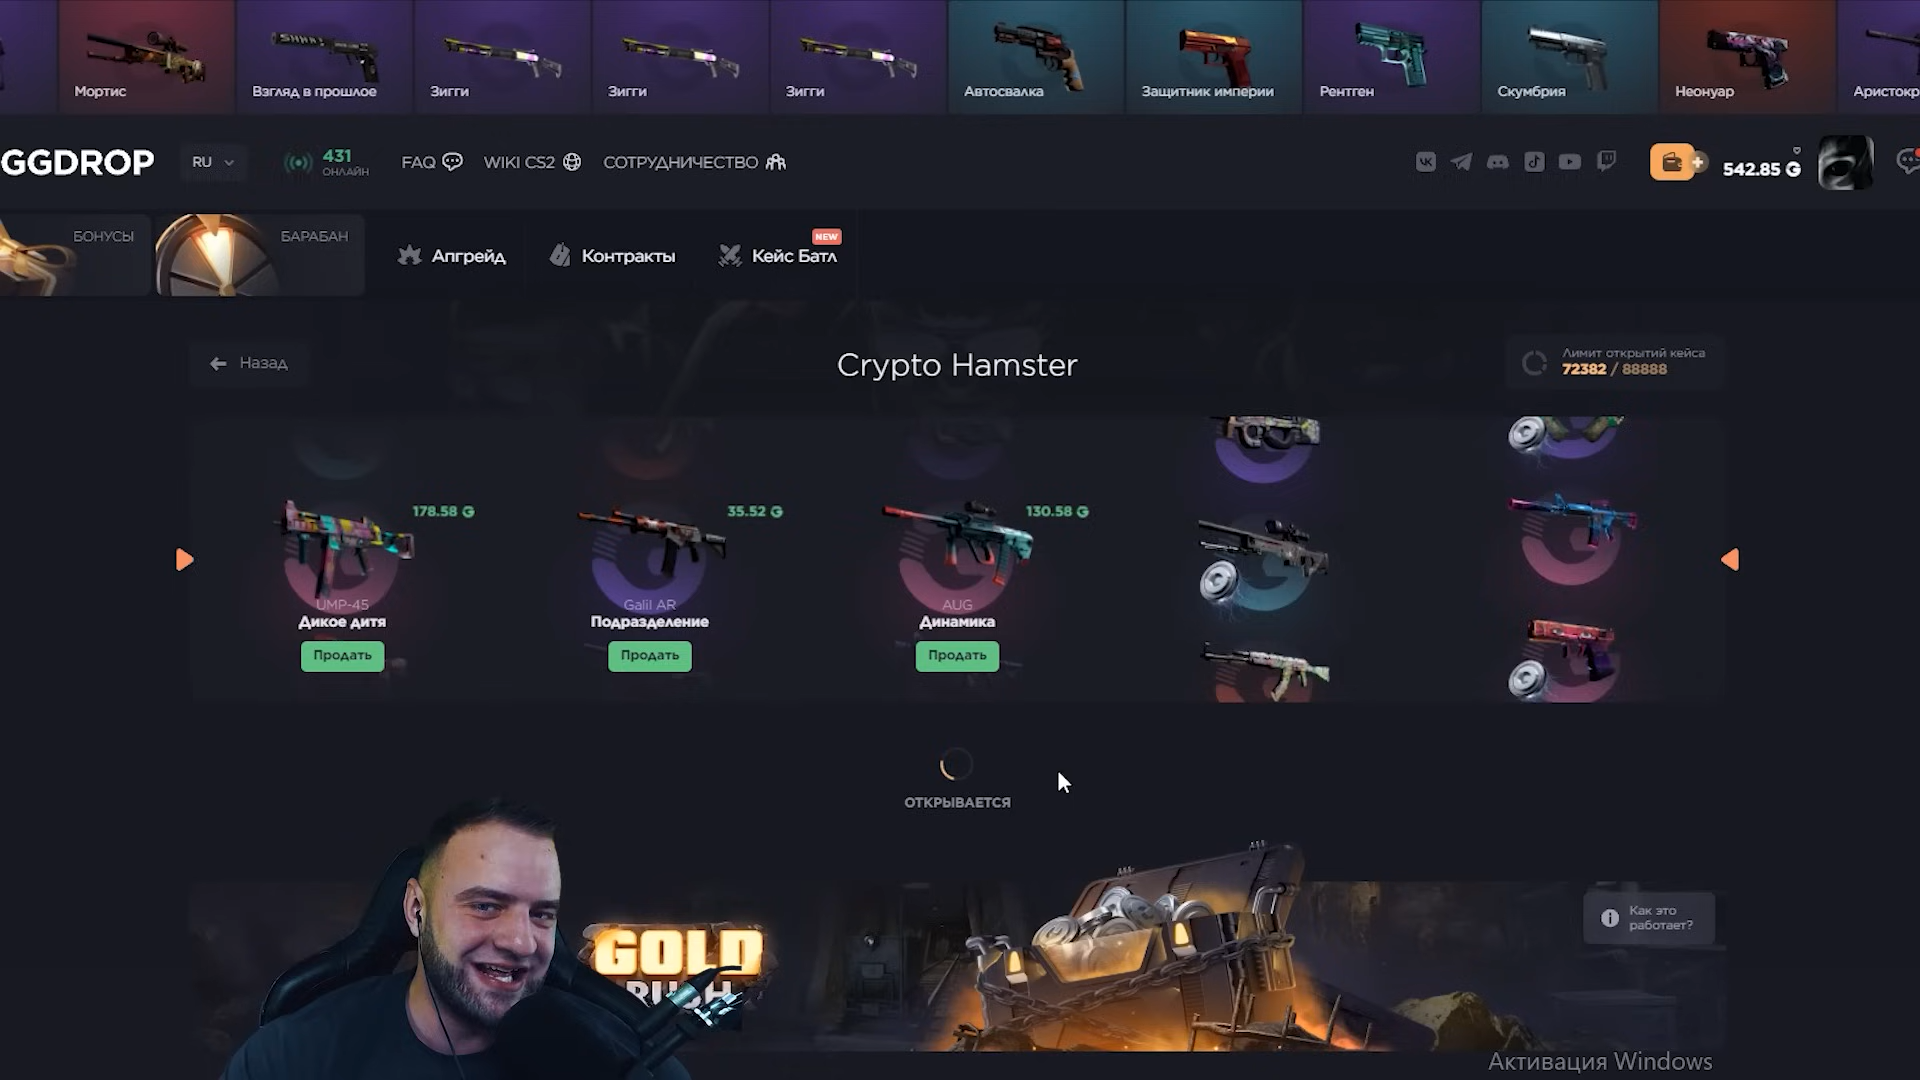 Мортис
Взгляд в прошлое
Зигги
Зигги
Зигги
Автосвалка
Защитник империи
Рентген
Скумбрия
Неонуар
Аристокр
GGDROP
RU
431
ОНЛАЙН
FAQ
WIKI CS2
СОТРУДНИЧЕСТВО
542.85
БОНУСЫ
БАРАБАН
Апгрейд
Контракты
NEW
Кейс Батл
Назад
Crypto Hamster
Лимит открытий кейса
72382 / 88888
178.58
35.52
130.58
UMP-45
Дикое дитя
Продать
Galil AR
Подразделение
Продать
AUG
Динамика
Продать
ОТКРЫВАЕТСЯ
GOLD
RUSH
Как это
работает?
Активация Windows